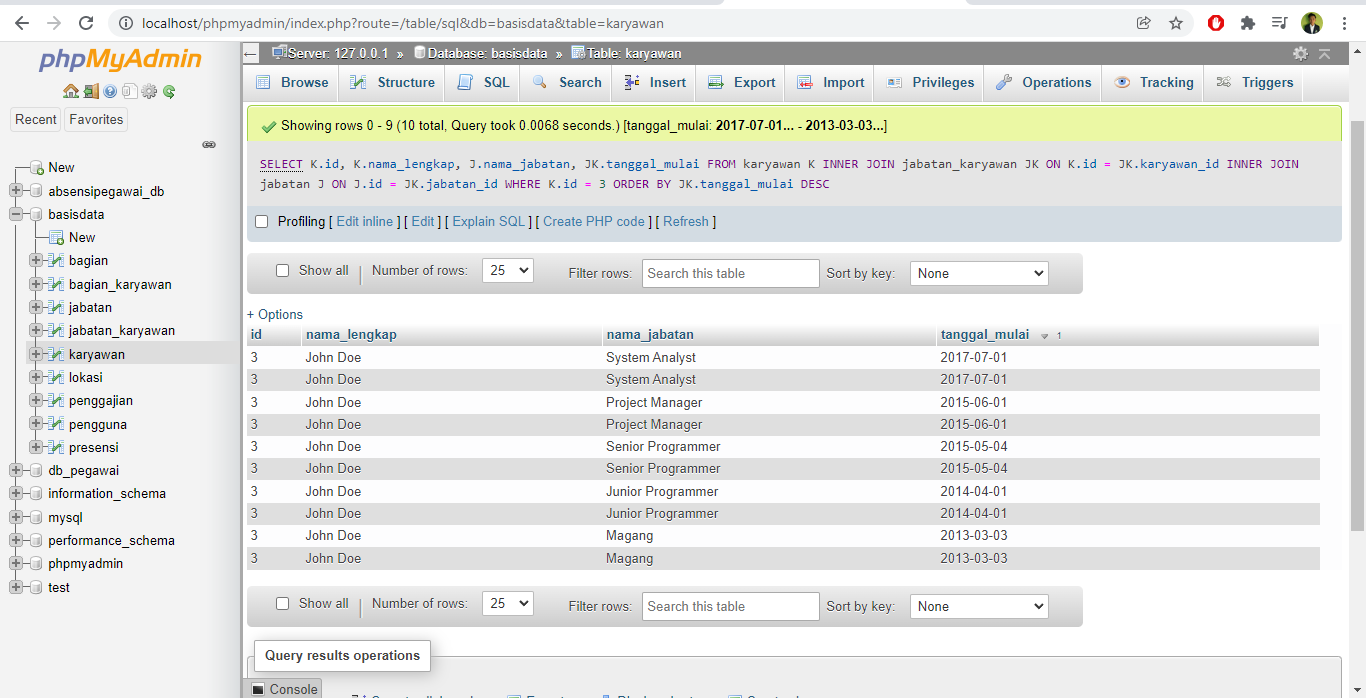 localhost/phpmyadmin/index.php?route=/table/sql&db=basisdata&table=karyawan
phpMyAdmin
Recent Favorites
New
absensipegawai_db
basisdata
New
bagian
bagian_karyawan
jabatan
jabatan_karyawan
karyawan
lokasi
penggajian
pengguna
presensi
db_pegawai
information_schema
mysql
performance_schema
phpmyadmin
test
Server: 127.0.0.1 » Database: basisdata » Table: karyawan
Browse Structure SQL Search Insert Export Import Privileges Operations Tracking Triggers
Showing rows 0 - 9 (10 total, Query took 0.0068 seconds.) [tanggal_mulai: 2017-07-01... - 2013-03-03...]
SELECT K.id, K.nama_lengkap, J.nama_jabatan, JK.tanggal_mulai FROM karyawan K INNER JOIN jabatan_karyawan JK ON K.id = JK.karyawan_id INNER JOIN
jabatan J ON J.id = JK.jabatan_id WHERE K.id = 3 ORDER BY JK.tanggal_mulai DESC
Profiling [ Edit inline ] [ Edit ] [ Explain SQL ] [ Create PHP code ] [ Refresh ]
Show all Number of rows: 25 Filter rows: Search this table Sort by key: None
+ Options
id nama_lengkap nama_jabatan tanggal_mulai 1
3 John Doe System Analyst 2017-07-01
3 John Doe System Analyst 2017-07-01
3 John Doe Project Manager 2015-06-01
3 John Doe Project Manager 2015-06-01
3 John Doe Senior Programmer 2015-05-04
3 John Doe Senior Programmer 2015-05-04
3 John Doe Junior Programmer 2014-04-01
3 John Doe Junior Programmer 2014-04-01
3 John Doe Magang 2013-03-03
3 John Doe Magang 2013-03-03
Show all Number of rows: 25 Filter rows: Search this table Sort by key: None
Query results operations
Console